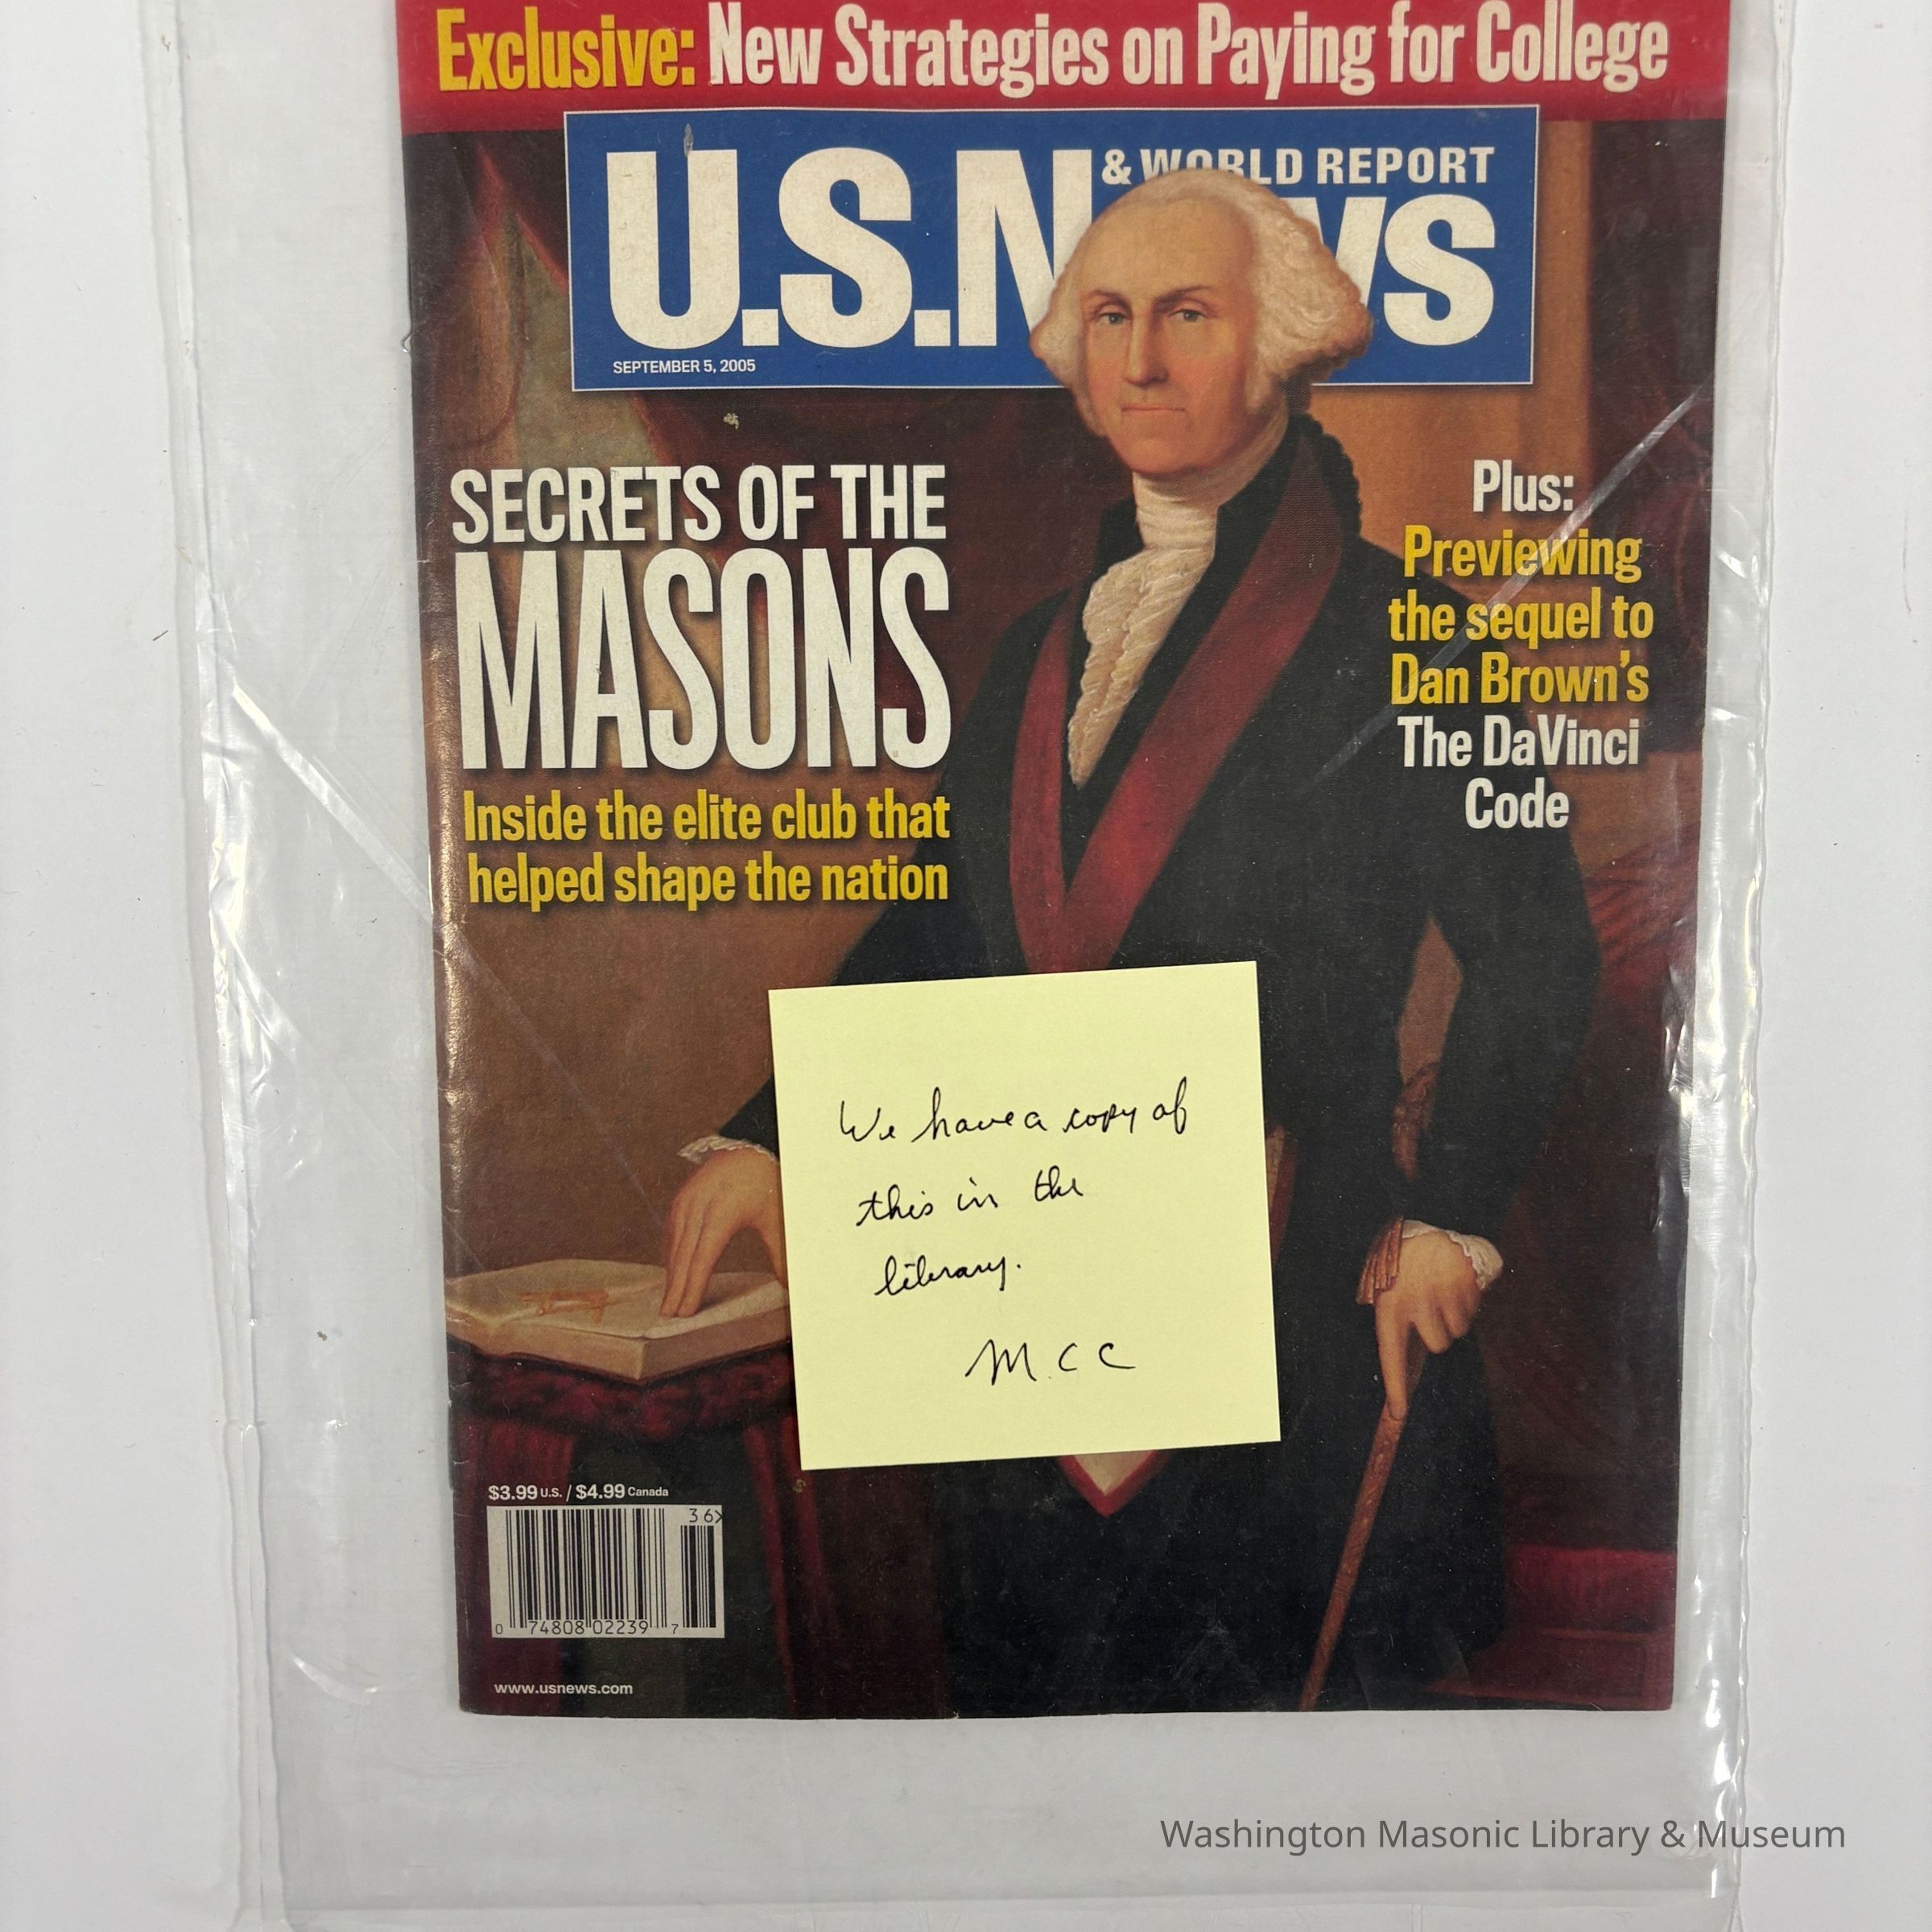 Exclusive: New Strategies on Paying for College
& WORLD REPORT
U.S.NEWS
SEPTEMBER 5, 2005
SECRETS OF THE
MASONS
Inside the elite club that
helped shape the nation
Plus:
Previewing
the sequel to
Dan Brown's
The DaVinci
Code
We have a copy of
this in the
library.
M.C C
$3.99 U.S. / $4.99 Canada
36>
0 74808 02239 7
www.usnews.com
Washington Masonic Library & Museum